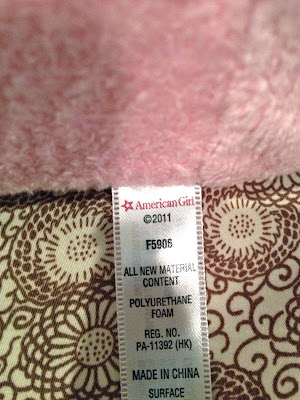 American Girl
©2011
F5906
ALL NEW MATERIAL
CONTENT
POLYURETHANE
FOAM
REG. NO.
PA-11392 (HK)
MADE IN CHINA
SURFACE